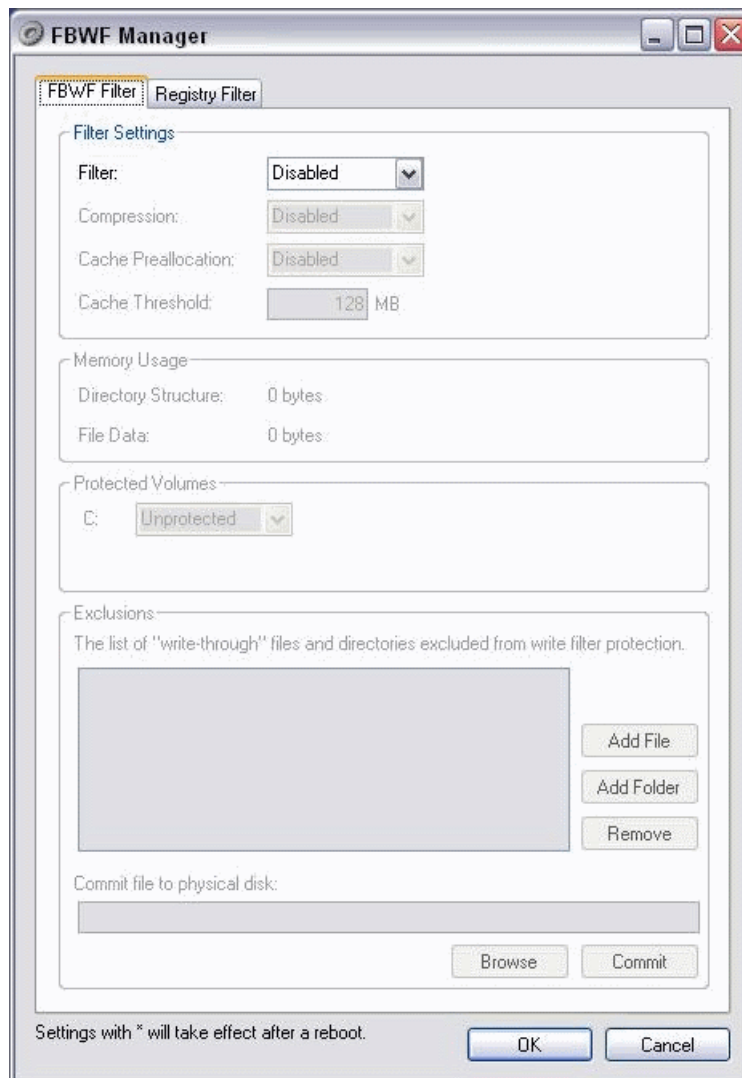 FBWF Manager
FBWF Filter
Registry Filter
Filter Settings
Filter: Disabled
Compression: Disabled
Cache Preallocation: Disabled
Cache Threshold: 128 MB
Memory Usage
Directory Structure: 0 bytes
File Data: 0 bytes
Protected Volumes
C: Unprotected
Exclusions
The list of "write-through" files and directories excluded from write filter protection.
Add File
Add Folder
Remove
Commit file to physical disk:
Browse
Commit
Settings with * will take effect after a reboot.
OK
Cancel